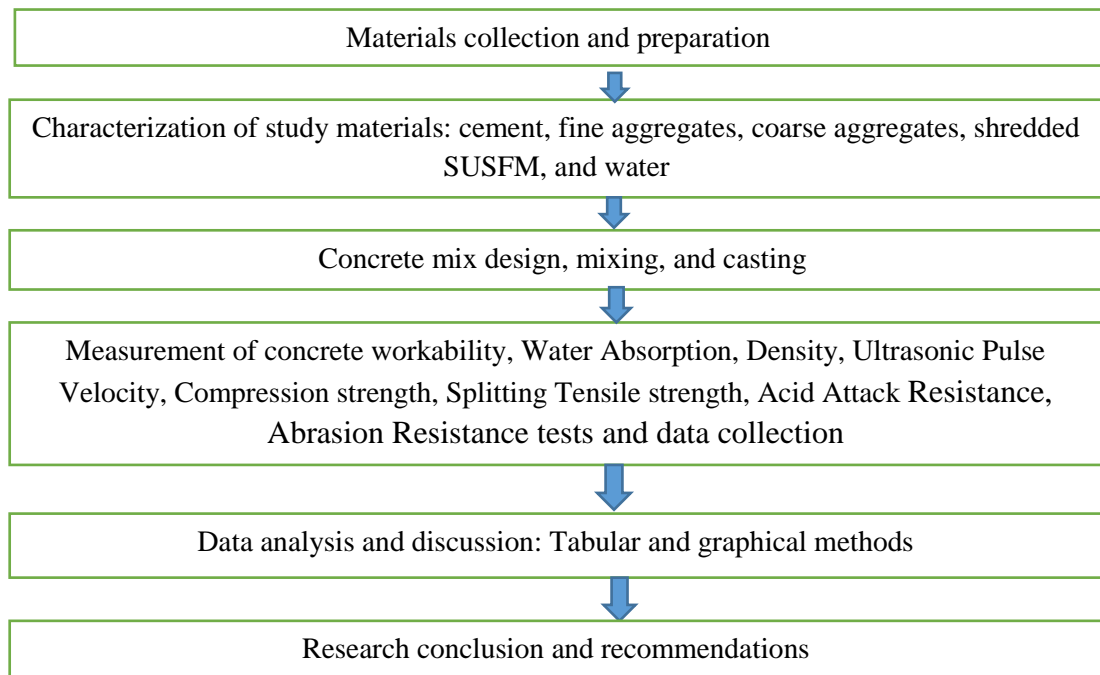 Materials collection and preparation
Characterization of study materials: cement, fine aggregates, coarse aggregates, shredded
SUSFM, and water
Concrete mix design, mixing, and casting
Measurement of concrete workability, Water Absorption, Density, Ultrasonic Pulse
Velocity, Compression strength, Splitting Tensile strength, Acid Attack Resistance,
Abrasion Resistance tests and data collection
Data analysis and discussion: Tabular and graphical methods
Research conclusion and recommendations